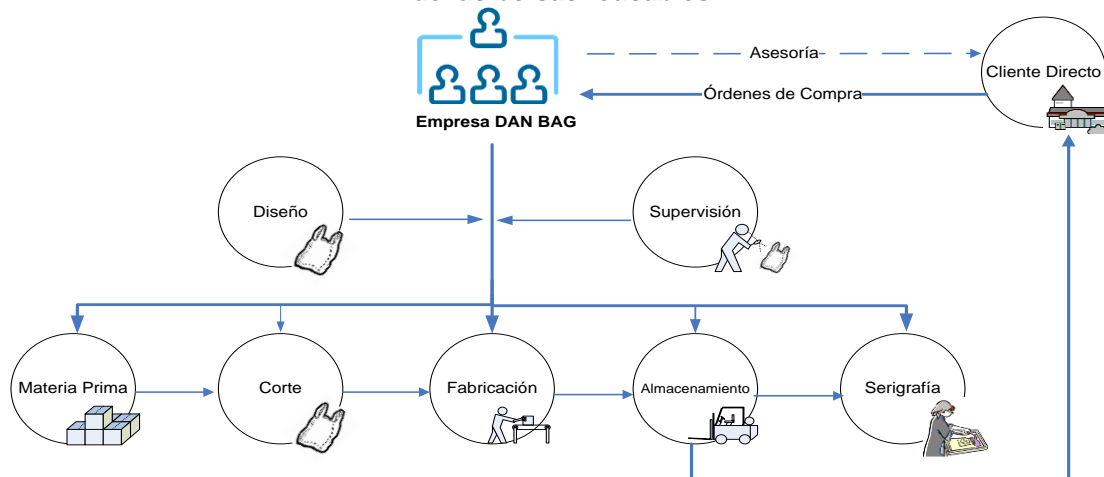 Asesoría
Cliente Directo
Órdenes de Compra
Empresa DAN BAG
Diseño
Supervisión
Materia Prima
Corte
Fabricación
Almacenamiento
Serigrafía